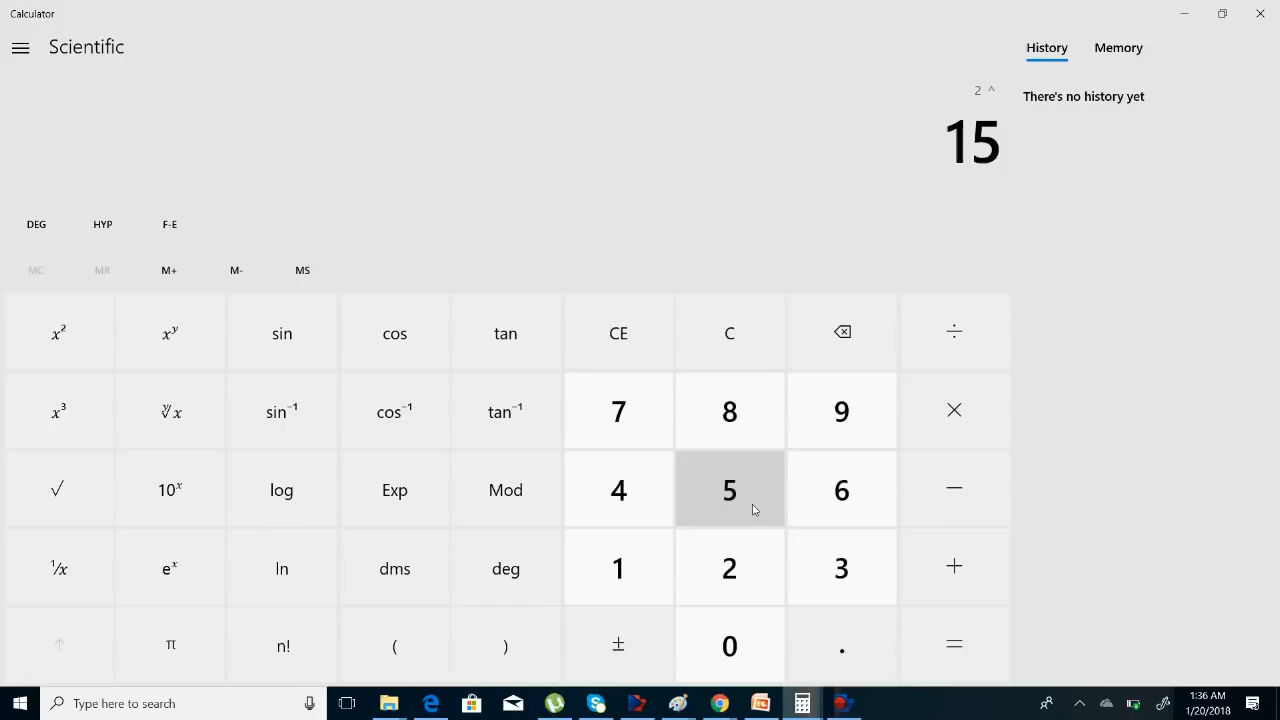 Calculator
Scientific
History Memory
2 ^
There's no history yet
15
DEG HYP F-E
MC MR M+ M- MS
x² xʸ sin cos tan CE C ÷
x³ ʸ√x sin⁻¹ cos⁻¹ tan⁻¹ 7 8 9 ×
√ 10ˣ log Exp Mod 4 5 6 −
¹/x eˣ ln dms deg 1 2 3 +
↑ π n! ( ) ± 0 . =
Type here to search
1:36 AM
1/20/2018